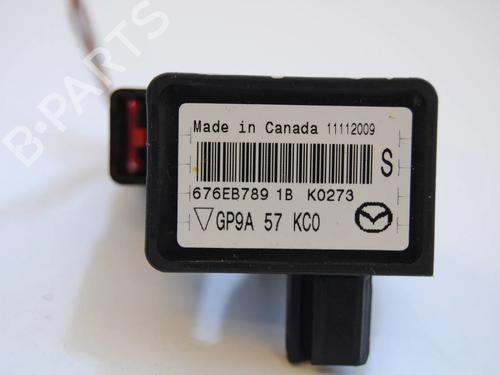 B-PARTS
Made in Canada 11112009
S
676EB789 1B K0273
GP9A 57 KC0